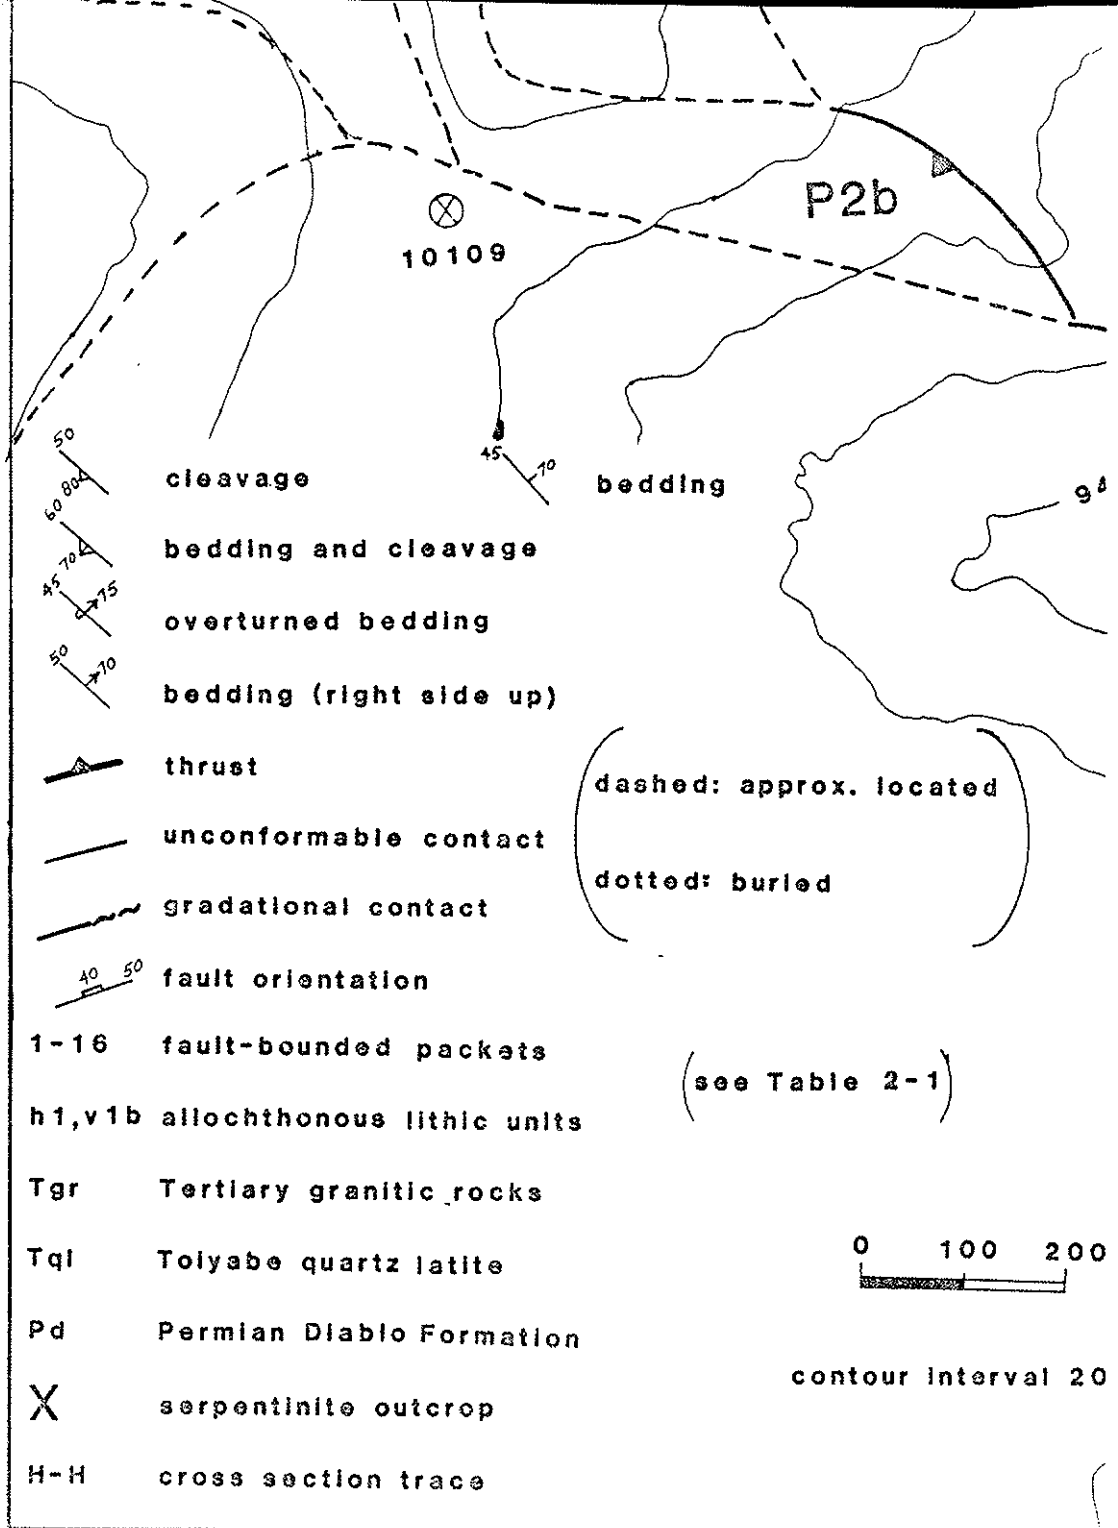 P2b
10109
50 80 cleavage
45 70 bedding
94
60 70 bedding and cleavage
45 75 overturned bedding
50 70 bedding (right side up)
thrust
dashed: approx. located
unconformable contact
dotted: buried
gradational contact
40 50 fault orientation
1-16 fault-bounded packets
(see Table 2-1)
h1,v1b allochthonous lithic units
Tgr Tertiary granitic rocks
Tql Toiyabe quartz latite
0 100 200
Pd Permian Diablo Formation
contour interval 20
X serpentinite outcrop
H-H cross section trace